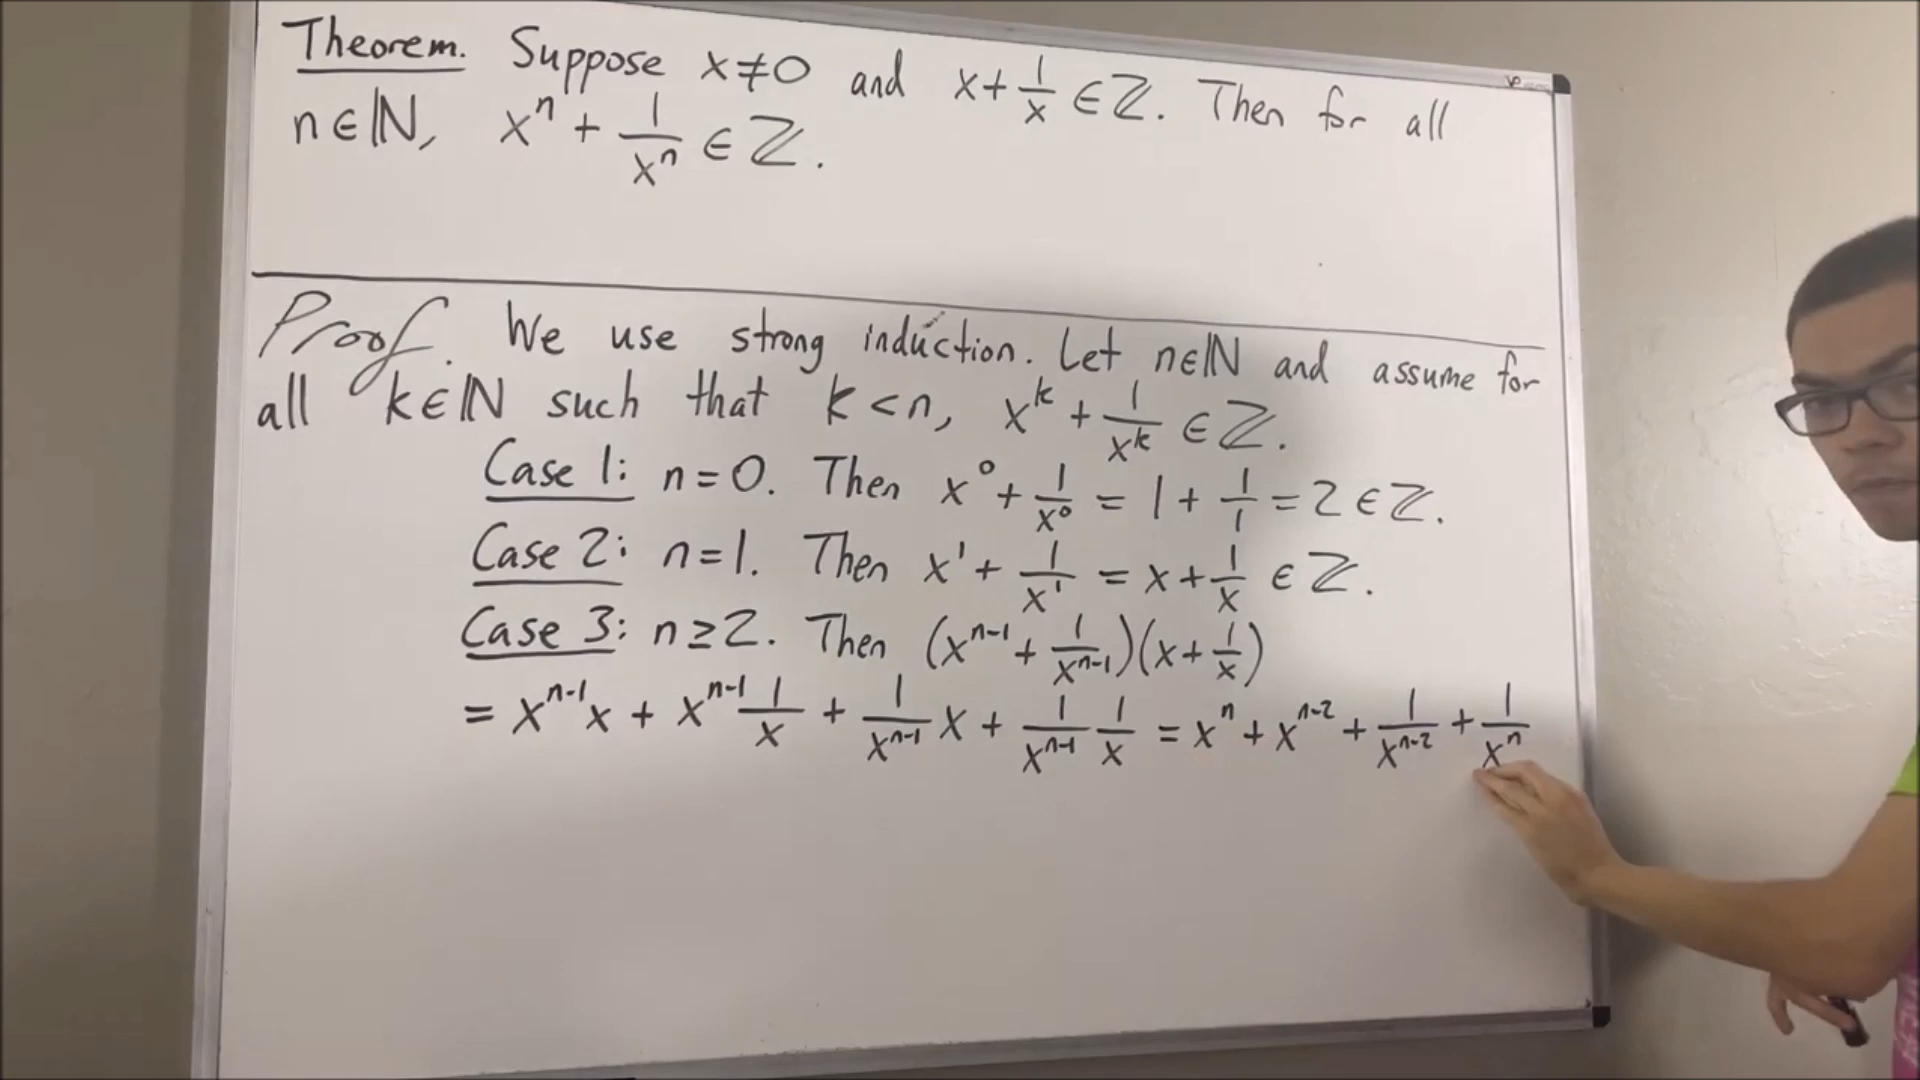 Theorem. Suppose x≠0 and x+1/x ∈ℤ. Then for all
n∈ℕ, xⁿ + 1/xⁿ ∈ ℤ.
Proof. We use strong induction. Let n∈ℕ and assume for
all k∈ℕ such that k<n, xᵏ + 1/xᵏ ∈ ℤ.
Case 1: n=0. Then x⁰ + 1/x⁰ = 1 + 1/1 = 2 ∈ ℤ.
Case 2: n=1. Then x¹ + 1/x¹ = x + 1/x ∈ ℤ.
Case 3: n≥2. Then (xⁿ⁻¹ + 1/xⁿ⁻¹)(x + 1/x)
= xⁿ⁻¹x + xⁿ⁻¹ 1/x + 1/xⁿ⁻¹ x + 1/xⁿ⁻¹ 1/x = xⁿ + xⁿ⁻² + 1/xⁿ⁻² + 1/xⁿ